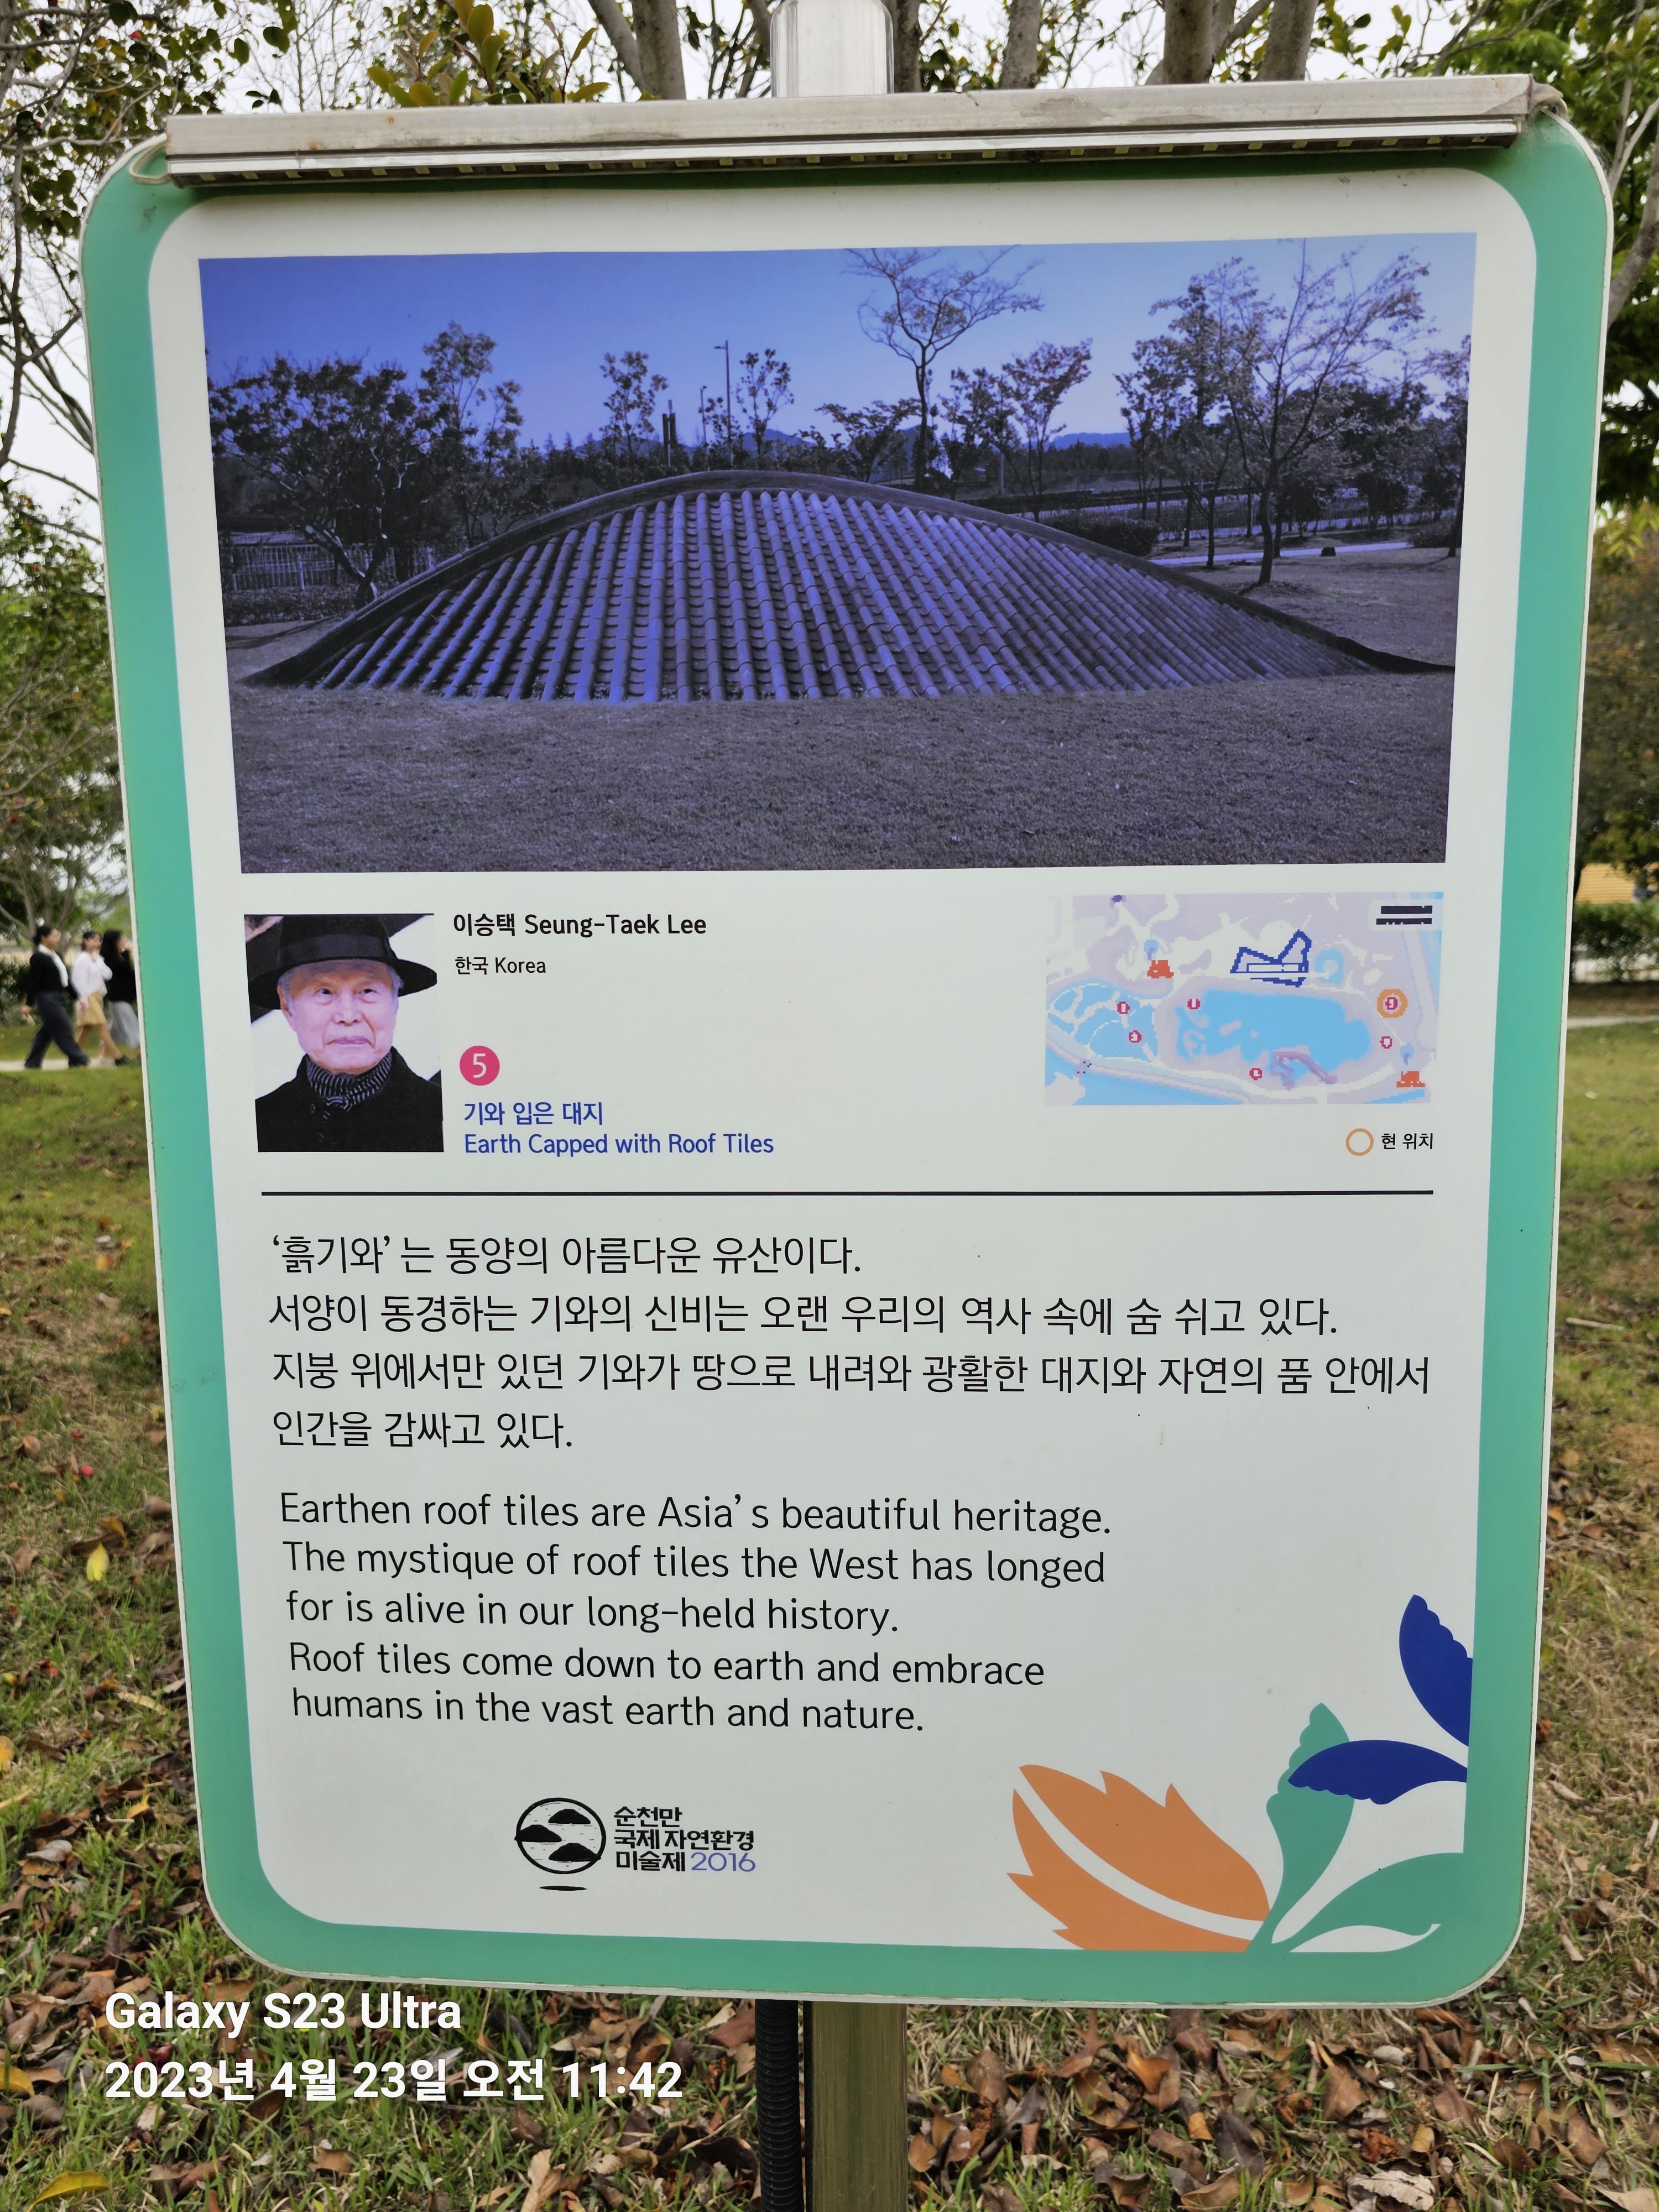 이승택 Seung-Taek Lee
한국 Korea
5
기와 입은 대지
Earth Capped with Roof Tiles
현 위치
‘흙기와’ 는 동양의 아름다운 유산이다.
서양이 동경하는 기와의 신비는 오랜 우리의 역사 속에 숨 쉬고 있다.
지붕 위에서만 있던 기와가 땅으로 내려와 광활한 대지와 자연의 품 안에서
인간을 감싸고 있다.
Earthen roof tiles are Asia’s beautiful heritage.
The mystique of roof tiles the West has longed
for is alive in our long-held history.
Roof tiles come down to earth and embrace
humans in the vast earth and nature.
순천만
국제 자연환경
미술제 2016
Galaxy S23 Ultra
2023년 4월 23일 오전 11:42